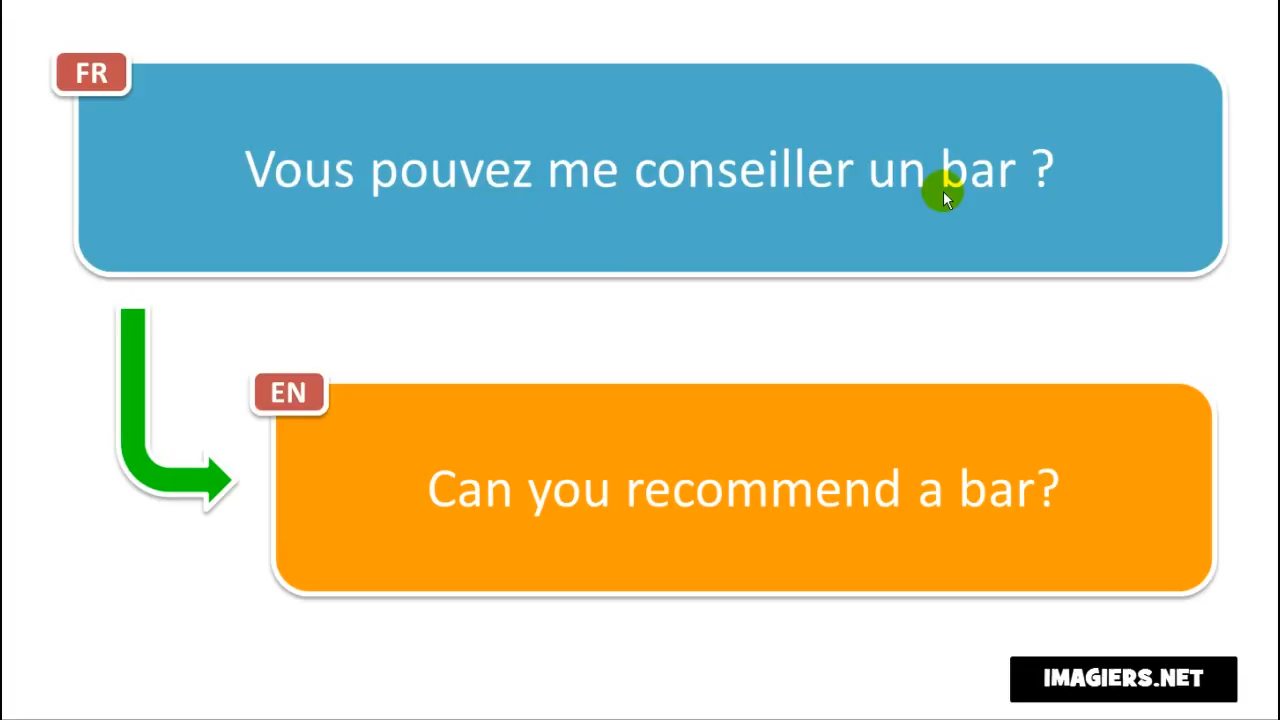 FR
Vous pouvez me conseiller un bar ?
EN
Can you recommend a bar?
IMAGIERS.NET